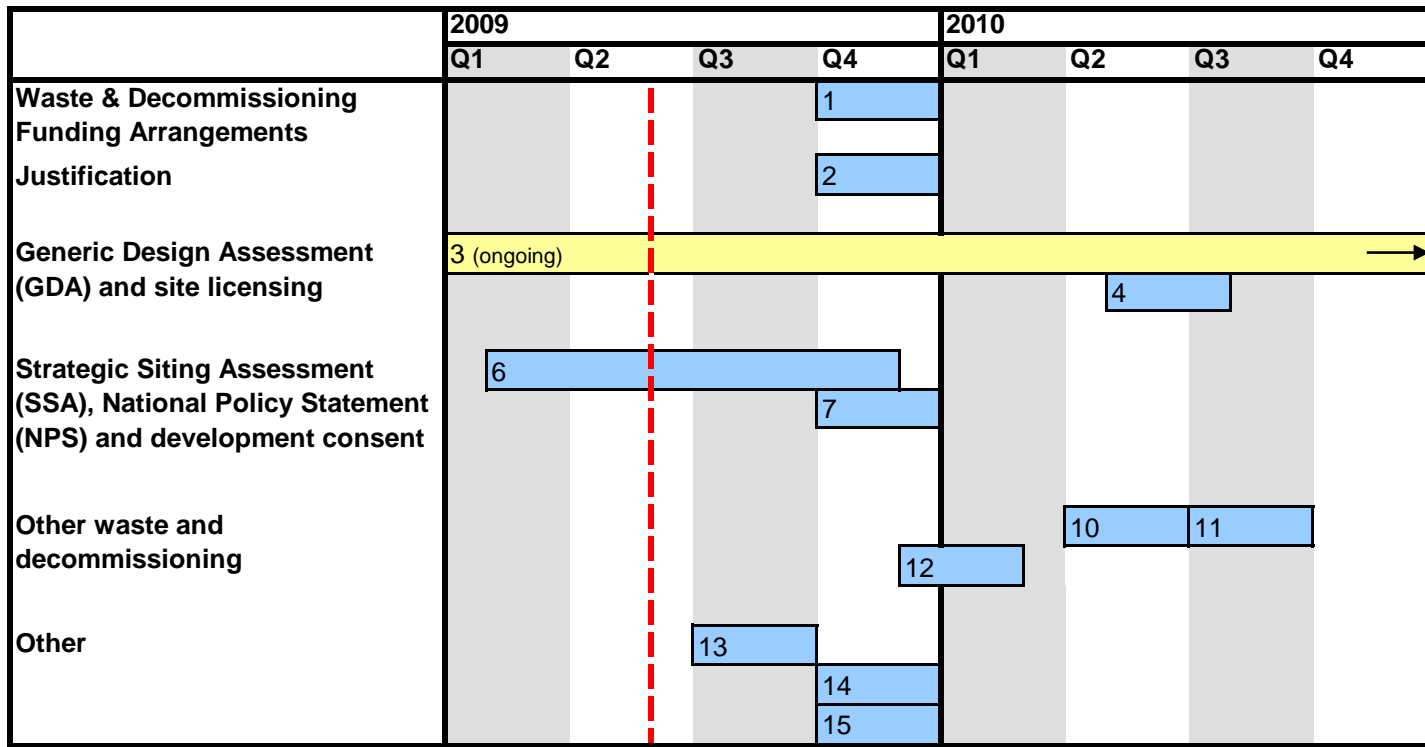 2009 2010
Q1 Q2 Q3 Q4 Q1 Q2 Q3 Q4
Waste & Decommissioning
Funding Arrangements
1
Justification
2
Generic Design Assessment
(GDA) and site licensing
3 (ongoing)
4
Strategic Siting Assessment
(SSA), National Policy Statement
(NPS) and development consent
6
7
Other waste and
decommissioning
10 11
12
Other
13
14
15